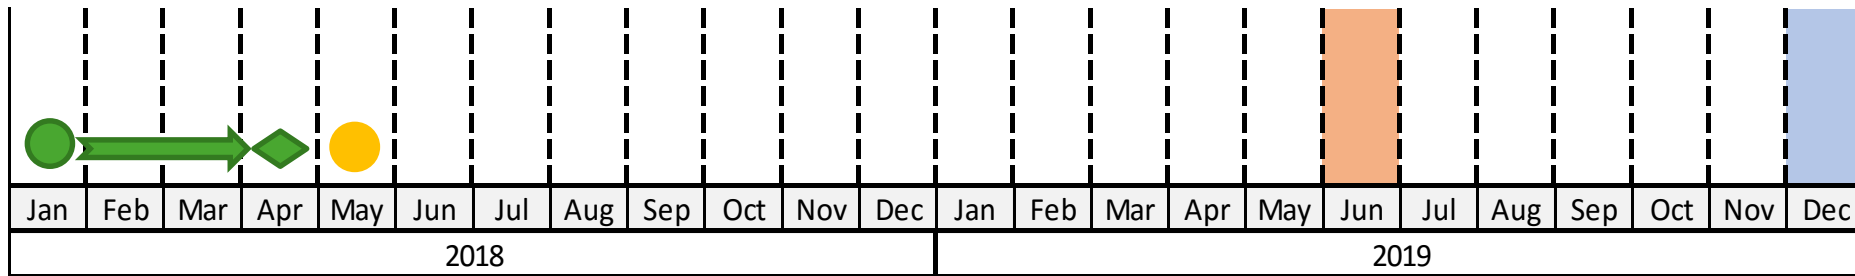 Jan Feb Mar Apr May Jun Jul Aug Sep Oct Nov Dec Jan Feb Mar Apr May Jun Jul Aug Sep Oct Nov Dec
2018 2019